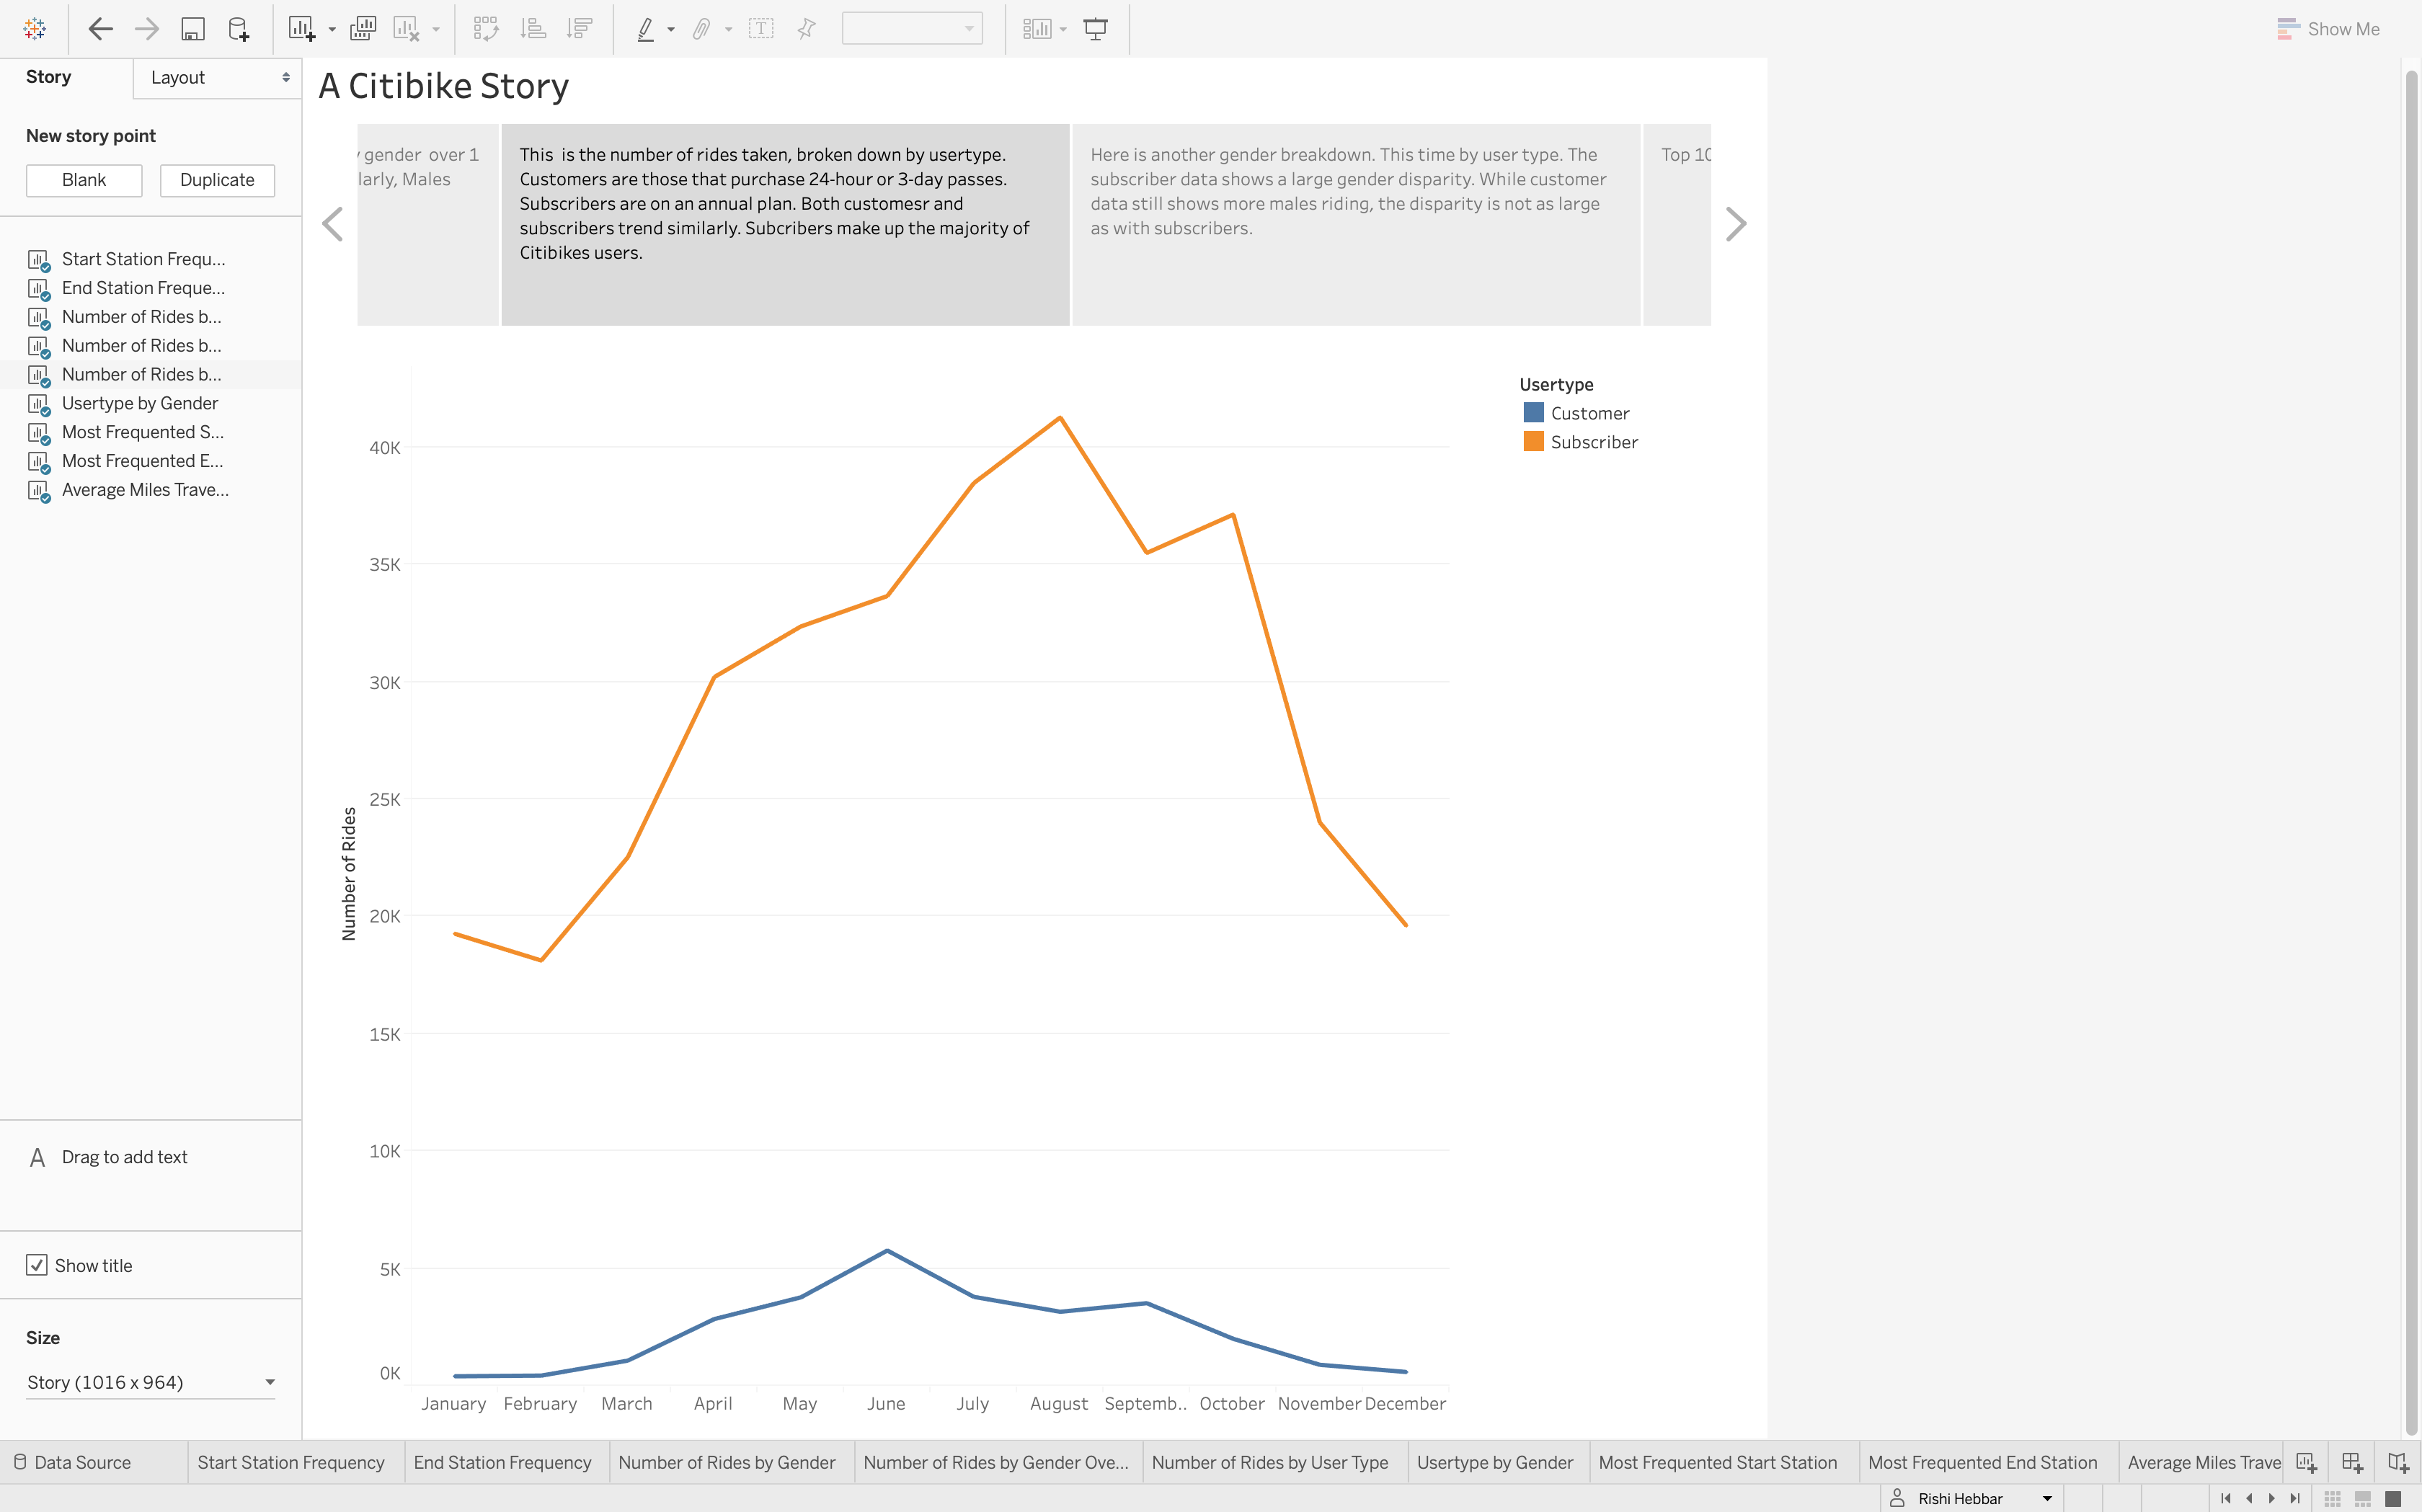 Show Me
Story
Layout
New story point
Blank
Duplicate
Start Station Frequ...
End Station Freque...
Number of Rides b...
Number of Rides b...
Number of Rides b...
Usertype by Gender
Most Frequented S...
Most Frequented E...
Average Miles Trave...
Drag to add text
Show title
Size
Story (1016 x 964)
A Citibike Story
gender over 1
larly, Males
This is the number of rides taken, broken down by usertype.
Customers are those that purchase 24-hour or 3-day passes.
Subscribers are on an annual plan. Both customesr and
subscribers trend similarly. Subcribers make up the majority of
Citibikes users.
Here is another gender breakdown. This time by user type. The
subscriber data shows a large gender disparity. While customer
data still shows more males riding, the disparity is not as large
as with subscribers.
Top 10
Usertype
Customer
Subscriber
Number of Rides
40K
35K
30K
25K
20K
15K
10K
5K
0K
January February March April May June July August Septemb.. October November December
Data Source
Start Station Frequency
End Station Frequency
Number of Rides by Gender
Number of Rides by Gender Ove...
Number of Rides by User Type
Usertype by Gender
Most Frequented Start Station
Most Frequented End Station
Average Miles Trave
Rishi Hebbar